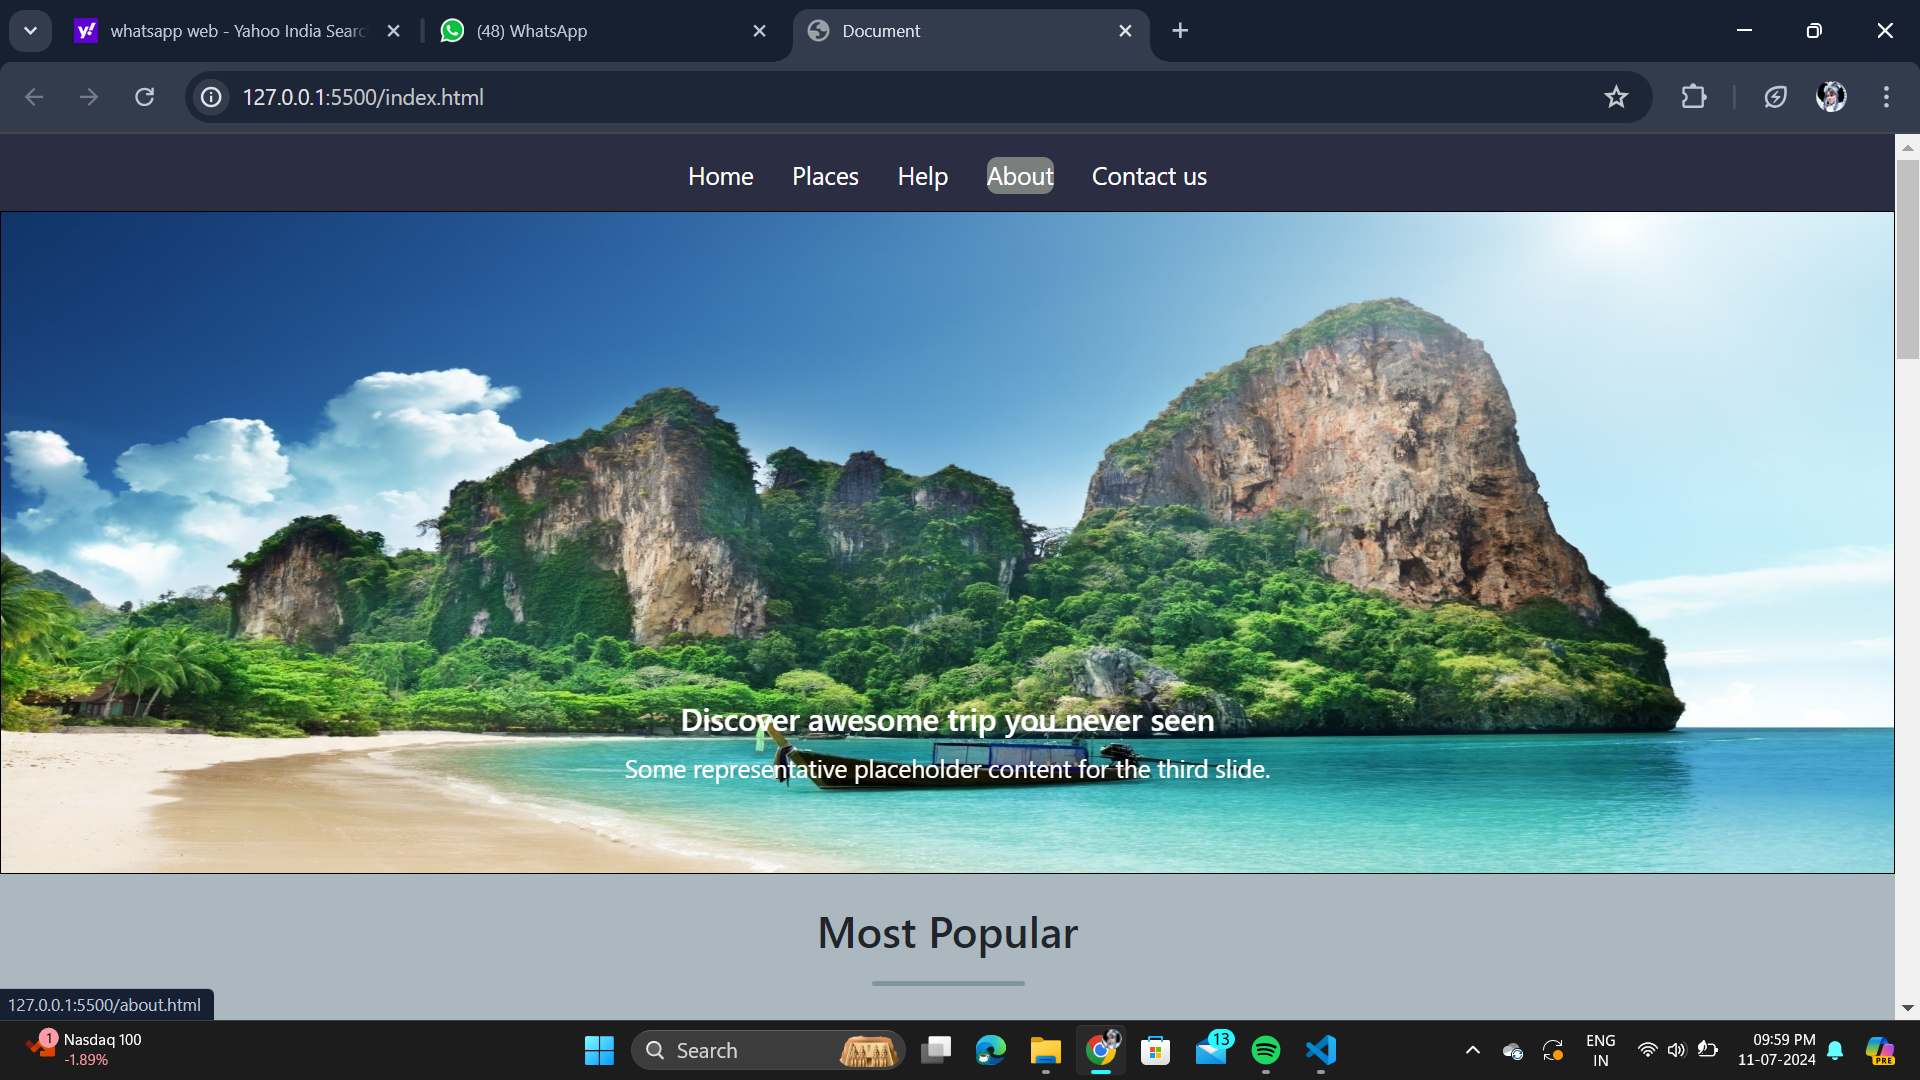 whatsapp web - Yahoo India Searc
(48) WhatsApp
Document
127.0.0.1:5500/index.html
Home Places Help About Contact us
Discover awesome trip you never seen
Some representative placeholder content for the third slide.
Most Popular
127.0.0.1:5500/about.html
1
Nasdaq 100
-1.89%
Search
13
ENG
IN
09:59 PM
11-07-2024
PRE